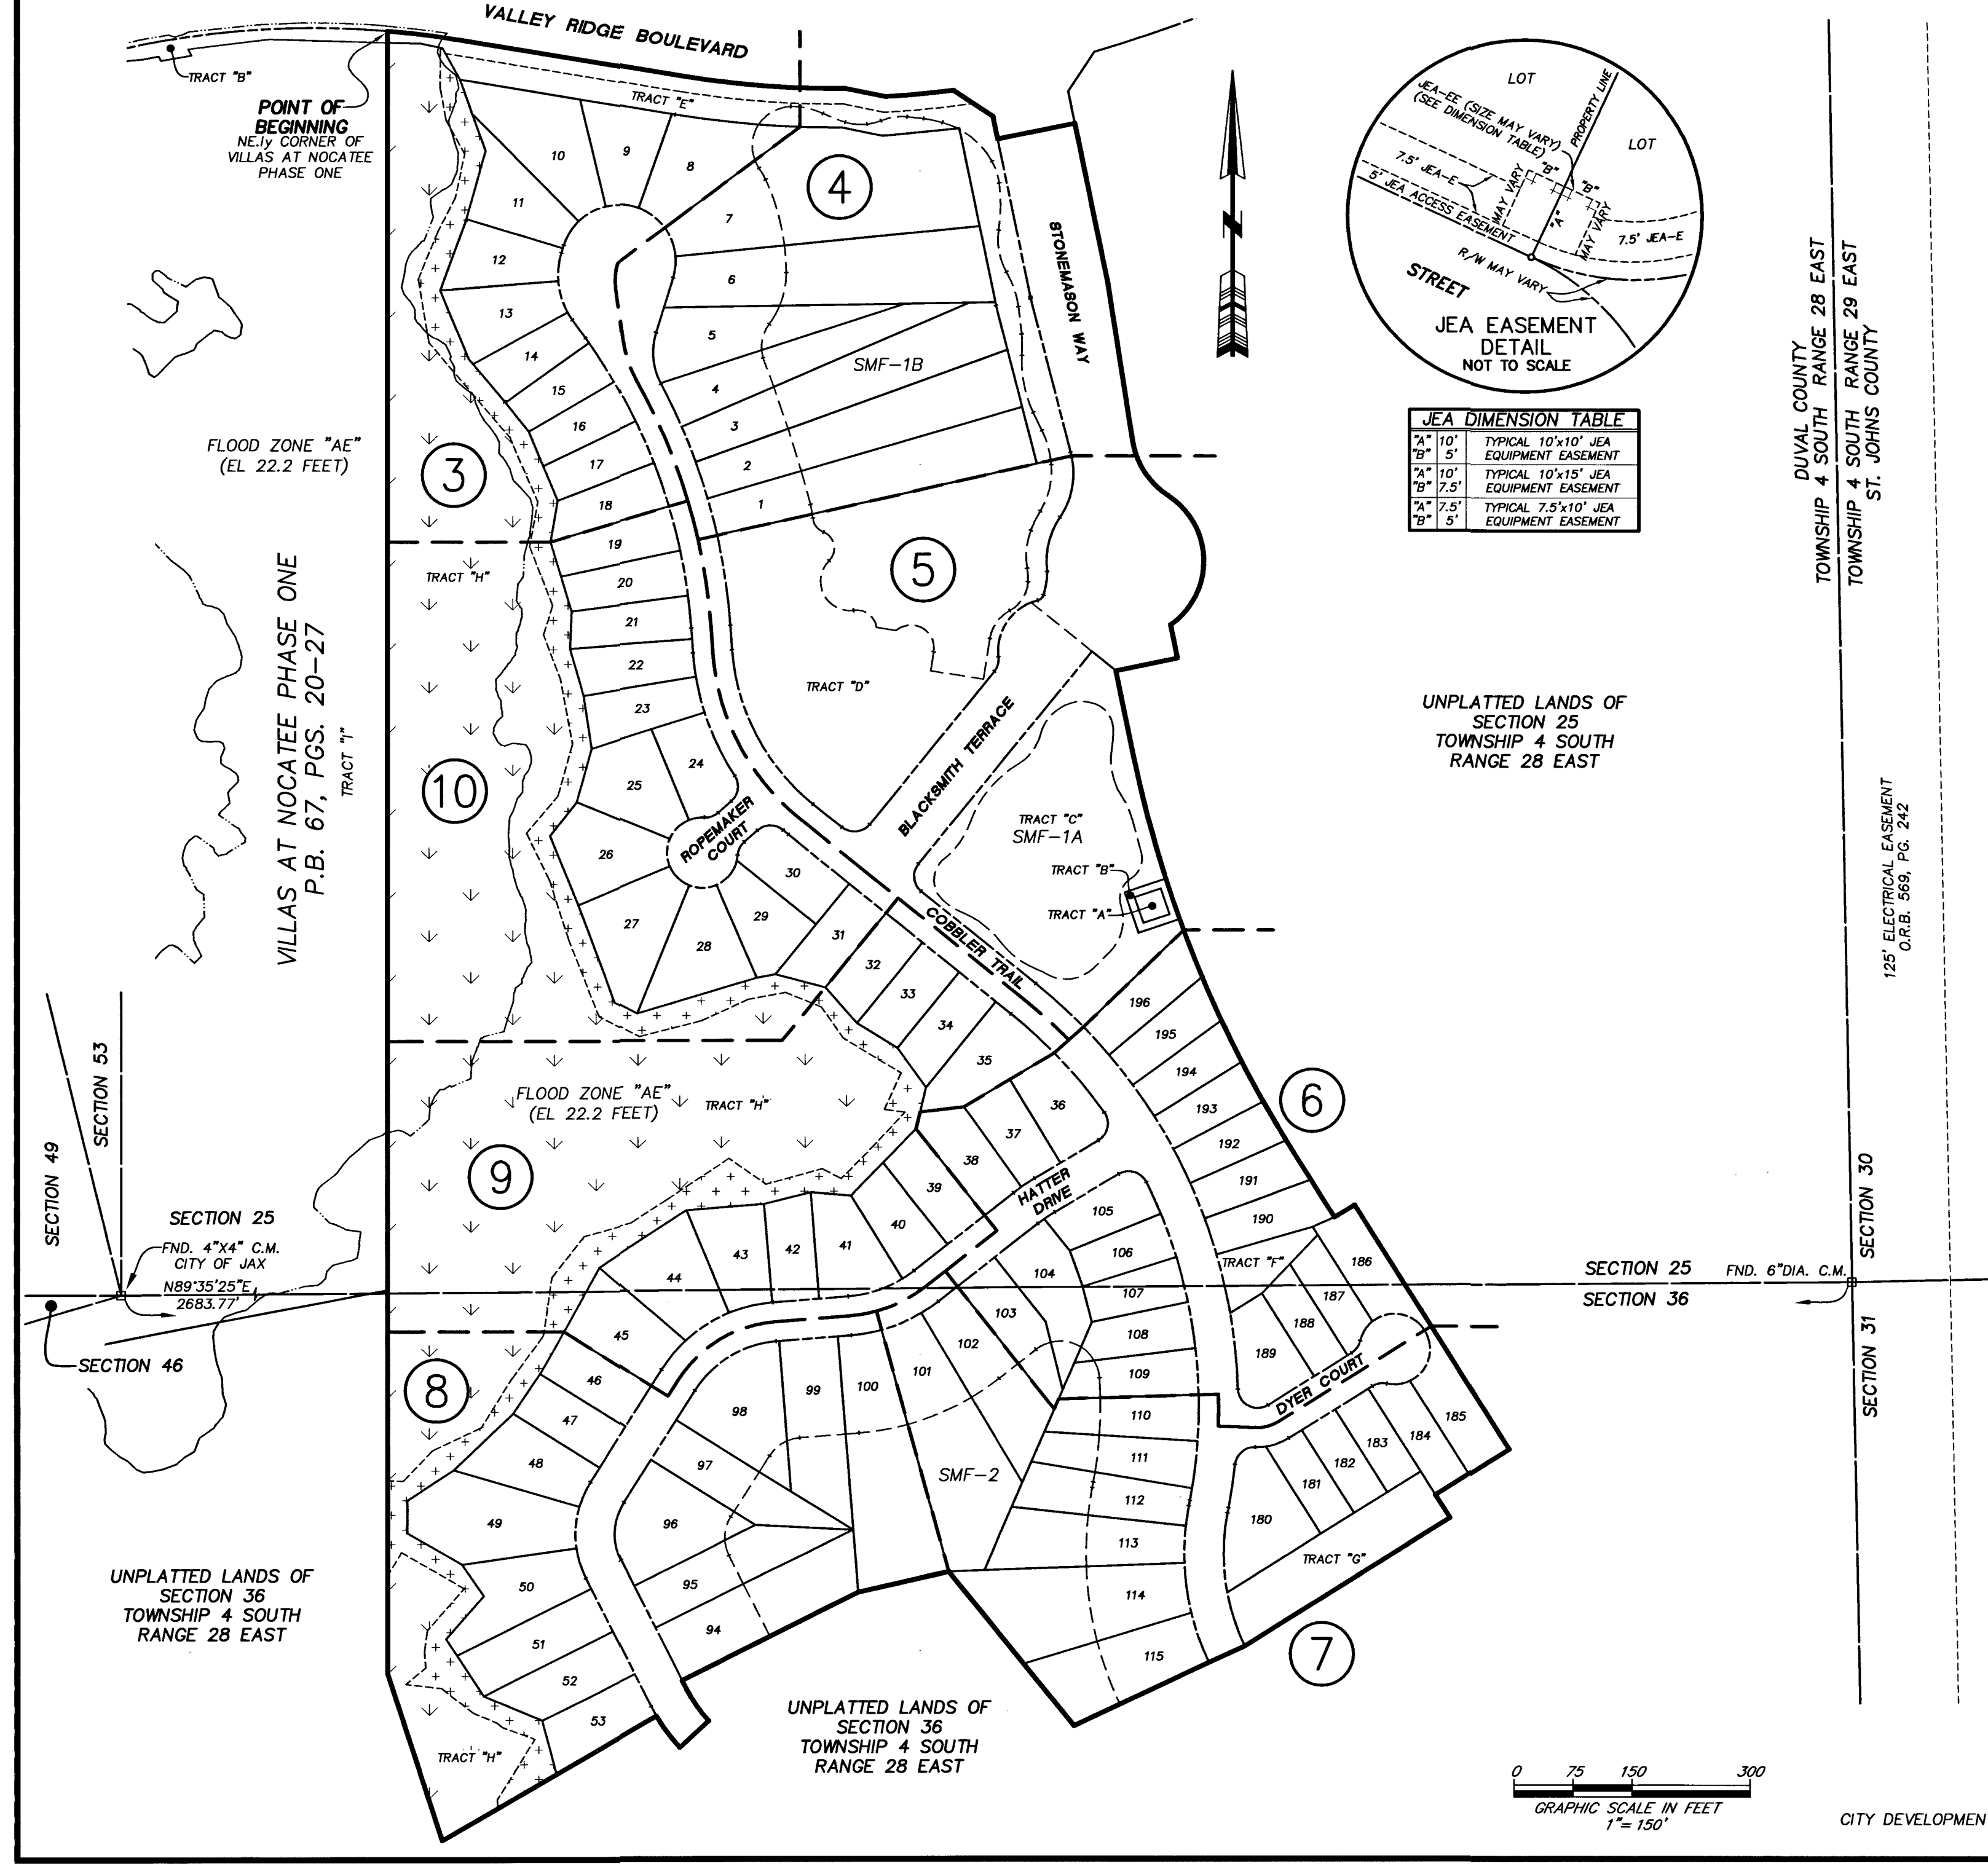 VALLEY RIDGE BOULEVARD
TRACT "B"
POINT OF
BEGINNING
NE.ly CORNER OF
VILLAS AT NOCATEE
PHASE ONE
TRACT "E"
10
9
8
11
7
4
12
6
13
5
14
SMF-1B
15
4
16
3
17
2
18
1
3
STONEMASON WAY
FLOOD ZONE "AE"
(EL 22.2 FEET)
LOT
PROPERTY LINE
JEA-EE (SIZE MAY VARY)
(SEE DIMENSION TABLE)
LOT
7.5' JEA-E
"B"
"B"
MAY VARY
5' JEA ACCESS EASEMENT
"A"
MAY VARY
7.5' JEA-E
R/W MAY VARY
STREET
JEA EASEMENT
DETAIL
NOT TO SCALE
JEA DIMENSION TABLE
"A" 10' TYPICAL 10'x10' JEA
"B" 5' EQUIPMENT EASEMENT
"A" 10' TYPICAL 10'x15' JEA
"B" 7.5' EQUIPMENT EASEMENT
"A" 7.5' TYPICAL 7.5'x10' JEA
"B" 5' EQUIPMENT EASEMENT
DUVAL COUNTY
TOWNSHIP 4 SOUTH RANGE 28 EAST
TOWNSHIP 4 SOUTH RANGE 29 EAST
ST. JOHNS COUNTY
19
5
TRACT "H"
20
21
22
TRACT "D"
23
VILLAS AT NOCATEE PHASE ONE
P.B. 67, PGS. 20-27
TRACT "I"
10
24
25
ROPEMAKER
COURT
BLACKSMITH TERRACE
TRACT "C"
SMF-1A
26
TRACT "B"
30
TRACT "A"
29
27
28
31
COBBLER TRAIL
32
33
34
35
UNPLATTED LANDS OF
SECTION 25
TOWNSHIP 4 SOUTH
RANGE 28 EAST
125' ELECTRICAL EASEMENT
O.R.B. 569, PG. 242
196
195
194
193
192
191
190
6
FLOOD ZONE "AE"
(EL 22.2 FEET)
TRACT "H"
36
37
38
39
HATTER
DRIVE
9
40
41
42
43
44
105
106
104
107
103
108
102
109
101
TRACT "F"
186
187
188
189
DYER COURT
SECTION 49
SECTION 53
SECTION 25
FND. 4"X4" C.M.
CITY OF JAX
N89°35'25"E
2683.77'
SECTION 46
SECTION 25
SECTION 36
FND. 6"DIA. C.M.
SECTION 30
SECTION 31
45
8
46
47
48
98
99
100
97
SMF-2
96
49
110
111
112
113
114
115
185
184
183
182
181
180
TRACT "G"
50
95
94
51
52
53
TRACT "H"
7
UNPLATTED LANDS OF
SECTION 36
TOWNSHIP 4 SOUTH
RANGE 28 EAST
UNPLATTED LANDS OF
SECTION 36
TOWNSHIP 4 SOUTH
RANGE 28 EAST
0 75 150 300
GRAPHIC SCALE IN FEET
1"= 150'
CITY DEVELOPMEN